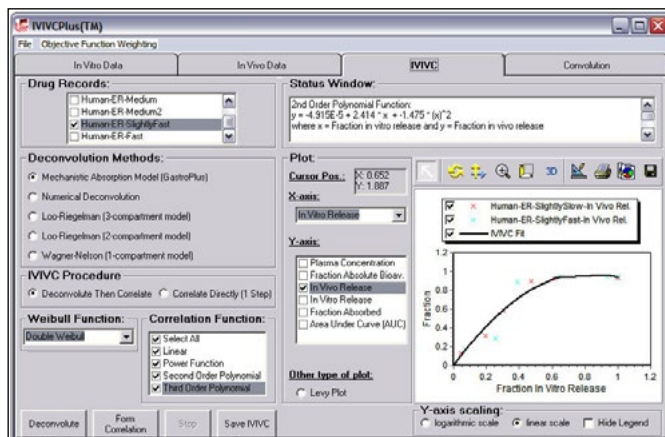 IVIVCPlus(TM)
File Objective Function Weighting
In Vitro Data
In Vivo Data
IVIVC
Convolution
Drug Records:
Human-ER-Medium
Human-ER-Medium2
Human-ER-SlightlyFast
Human-ER-Fast
Status Window:
2nd Order Polynomial Function:
y = -4.915E-5 + 2.414 * x + -1.475 * (x)^2
where x = Fraction in vitro release and y = Fraction in vivo release
Deconvolution Methods:
Mechanistic Absorption Model (GastroPlus)
Numerical Deconvolution
Loo-Riegelman (3-compartment model)
Loo-Riegelman (2-compartment model)
Wagner-Nelson (1-compartment model)
IVIVC Procedure
Deconvolute Then Correlate
Correlate Directly (1 Step)
Weibull Function:
Double Weibull
Correlation Function:
Select All
Linear
Power Function
Second Order Polynomial
Third Order Polynomial
Deconvolute
Form Correlation
Stop
Save IVIVC
Plot:
Cursor Pos.:
X: 0.652
Y: 1.887
X-axis:
In Vitro Release
Y-axis:
Plasma Concentration
Fraction Absolute Bioav.
In Vivo Release
In Vitro Release
Fraction Absorbed
Area Under Curve (AUC)
Other type of plot:
Levy Plot
3D
Human-ER-SlightlySlow-In Vivo Rel.
Human-ER-SlightlyFast-In Vivo Rel.
IVIVC Fit
Fraction
1.2
1
0.8
0.6
0.4
0.2
0
0 0.2 0.4 0.6 0.8 1
Fraction In Vitro Release
Y-axis scaling:
logarithmic scale
linear scale
Hide Legend